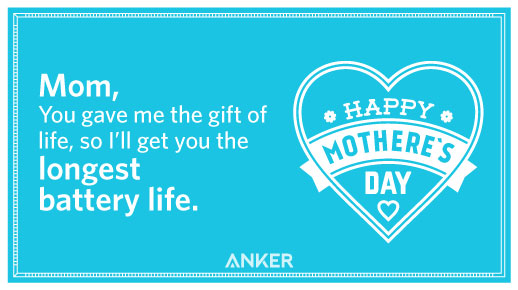 Mom,
You gave me the gift of
life, so I'll get you the
longest
battery life.
HAPPY
MOTHERE'S
DAY
ANKER